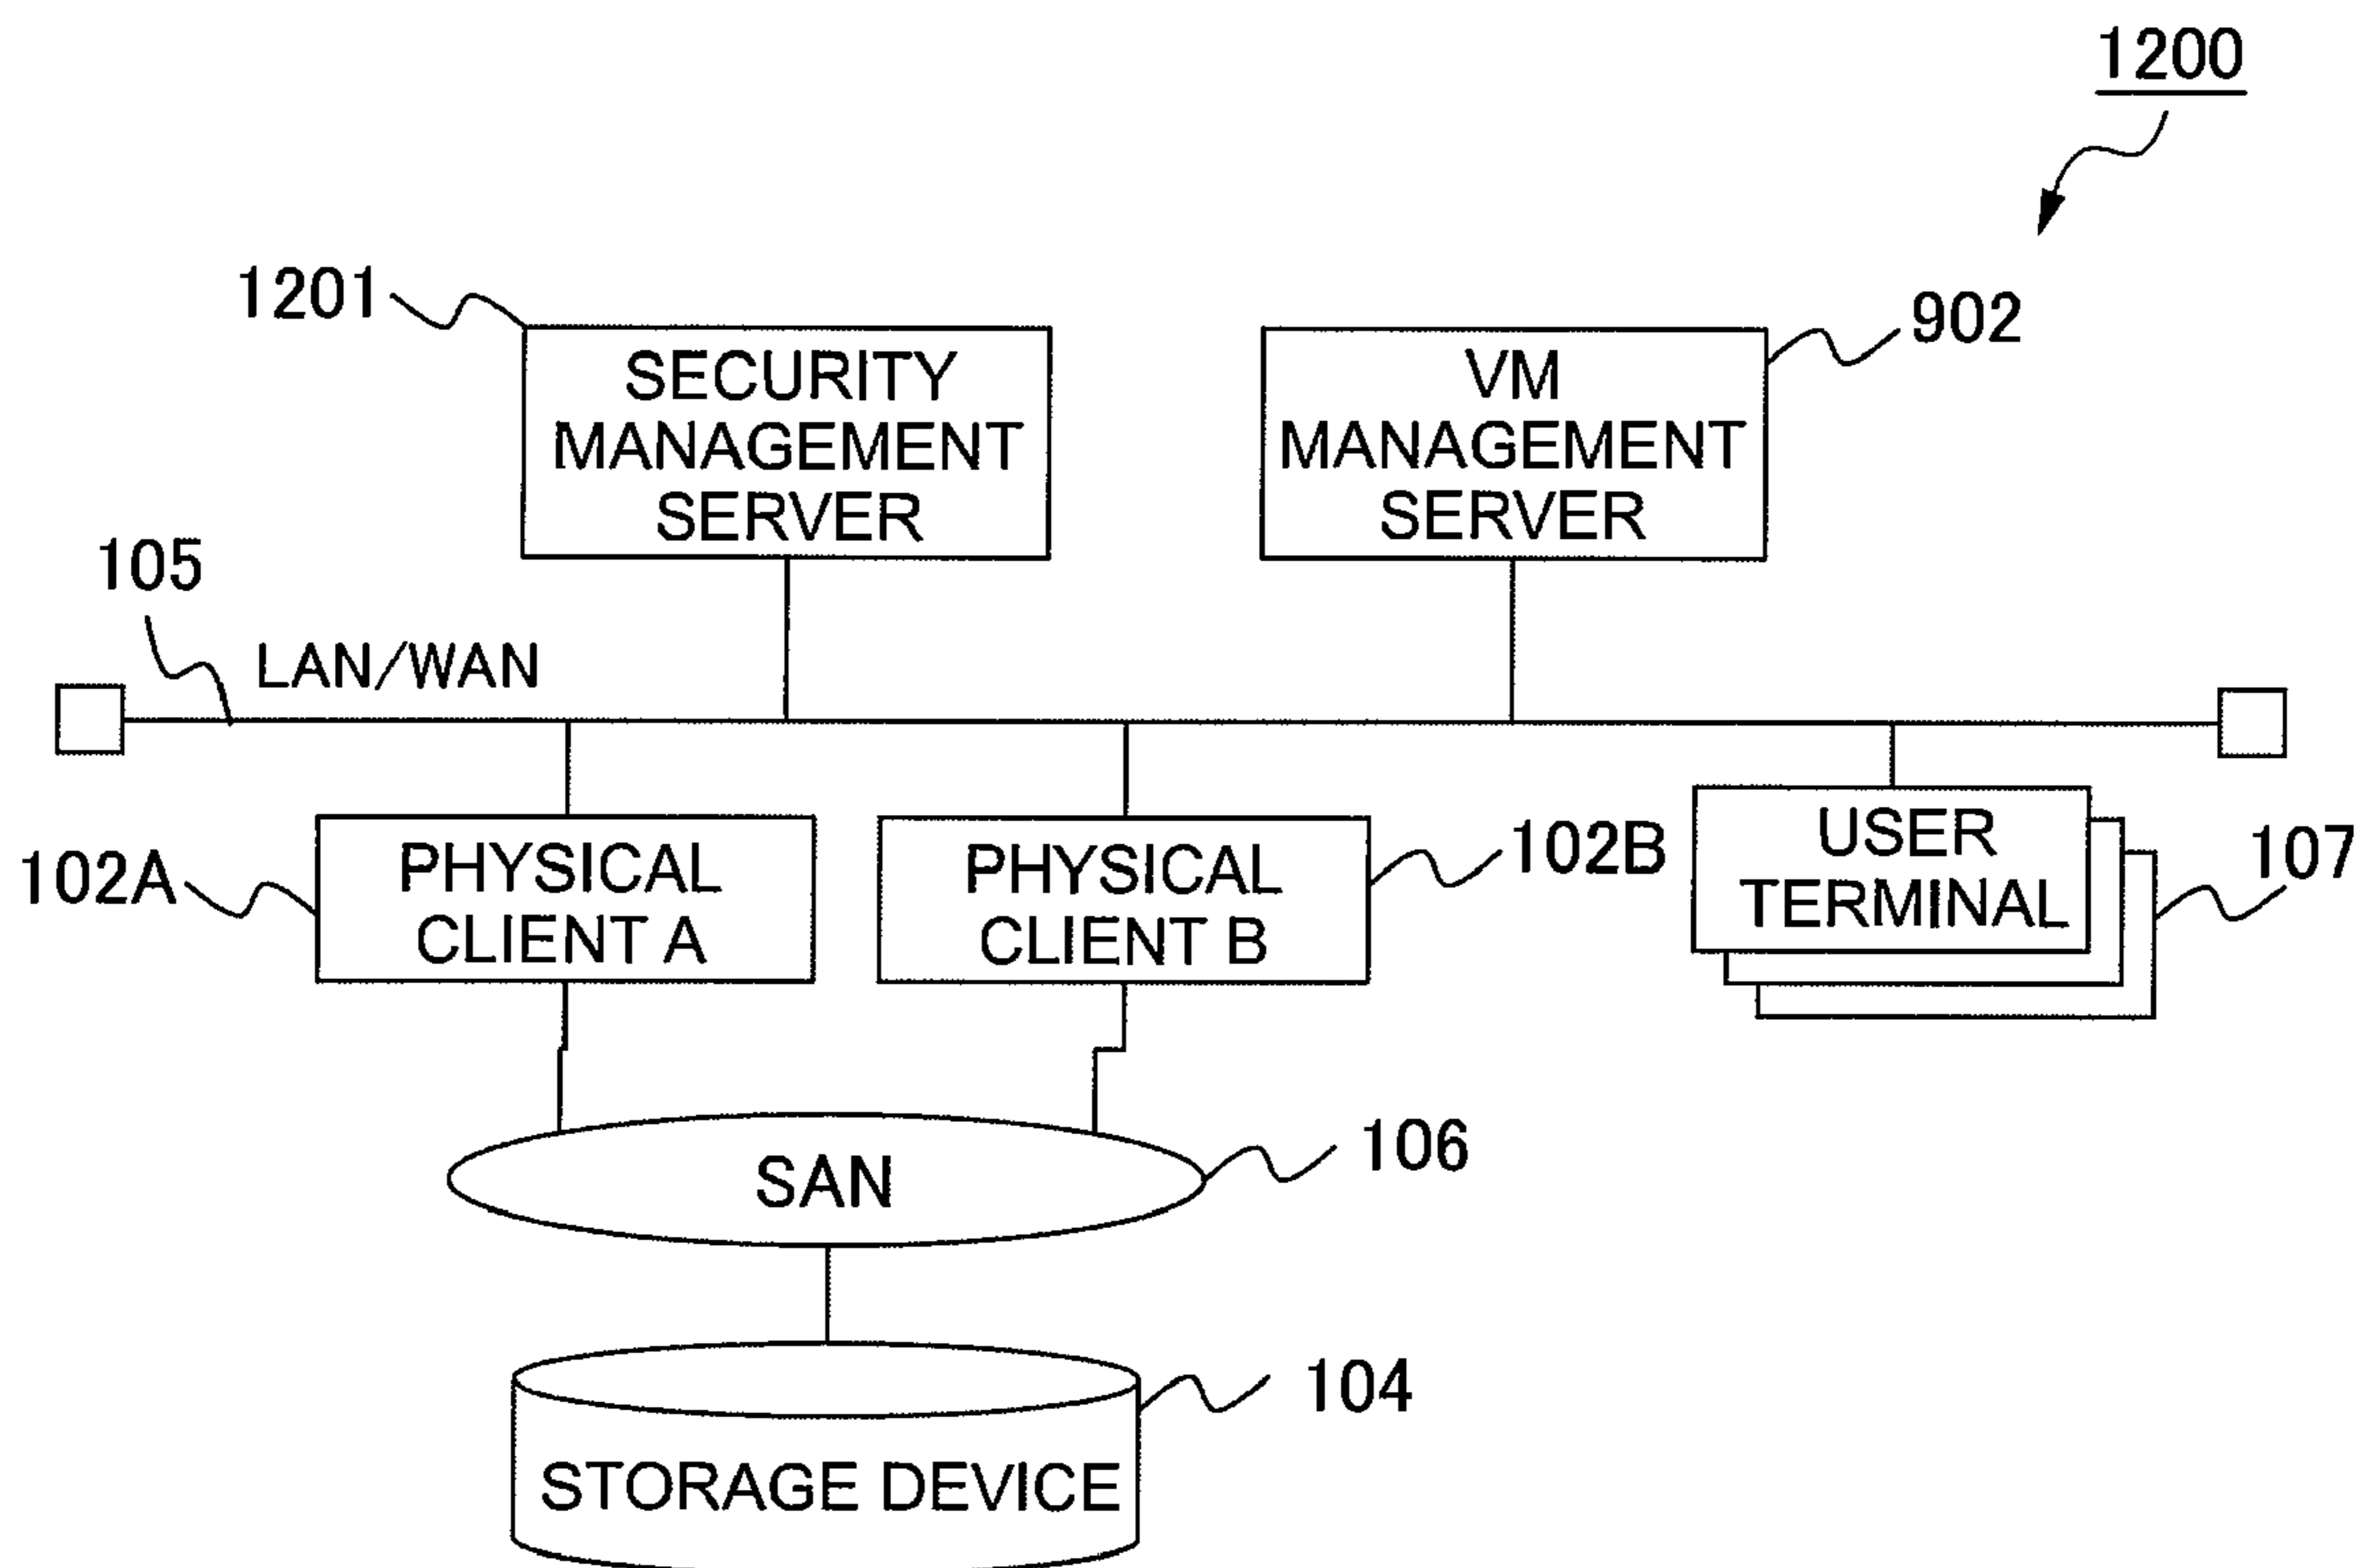 1200
1201
SECURITY
MANAGEMENT
SERVER
VM
MANAGEMENT
SERVER
902
105
LAN/WAN
102A
PHYSICAL
CLIENT A
PHYSICAL
CLIENT B
102B
USER
TERMINAL
107
SAN
106
104
STORAGE DEVICE